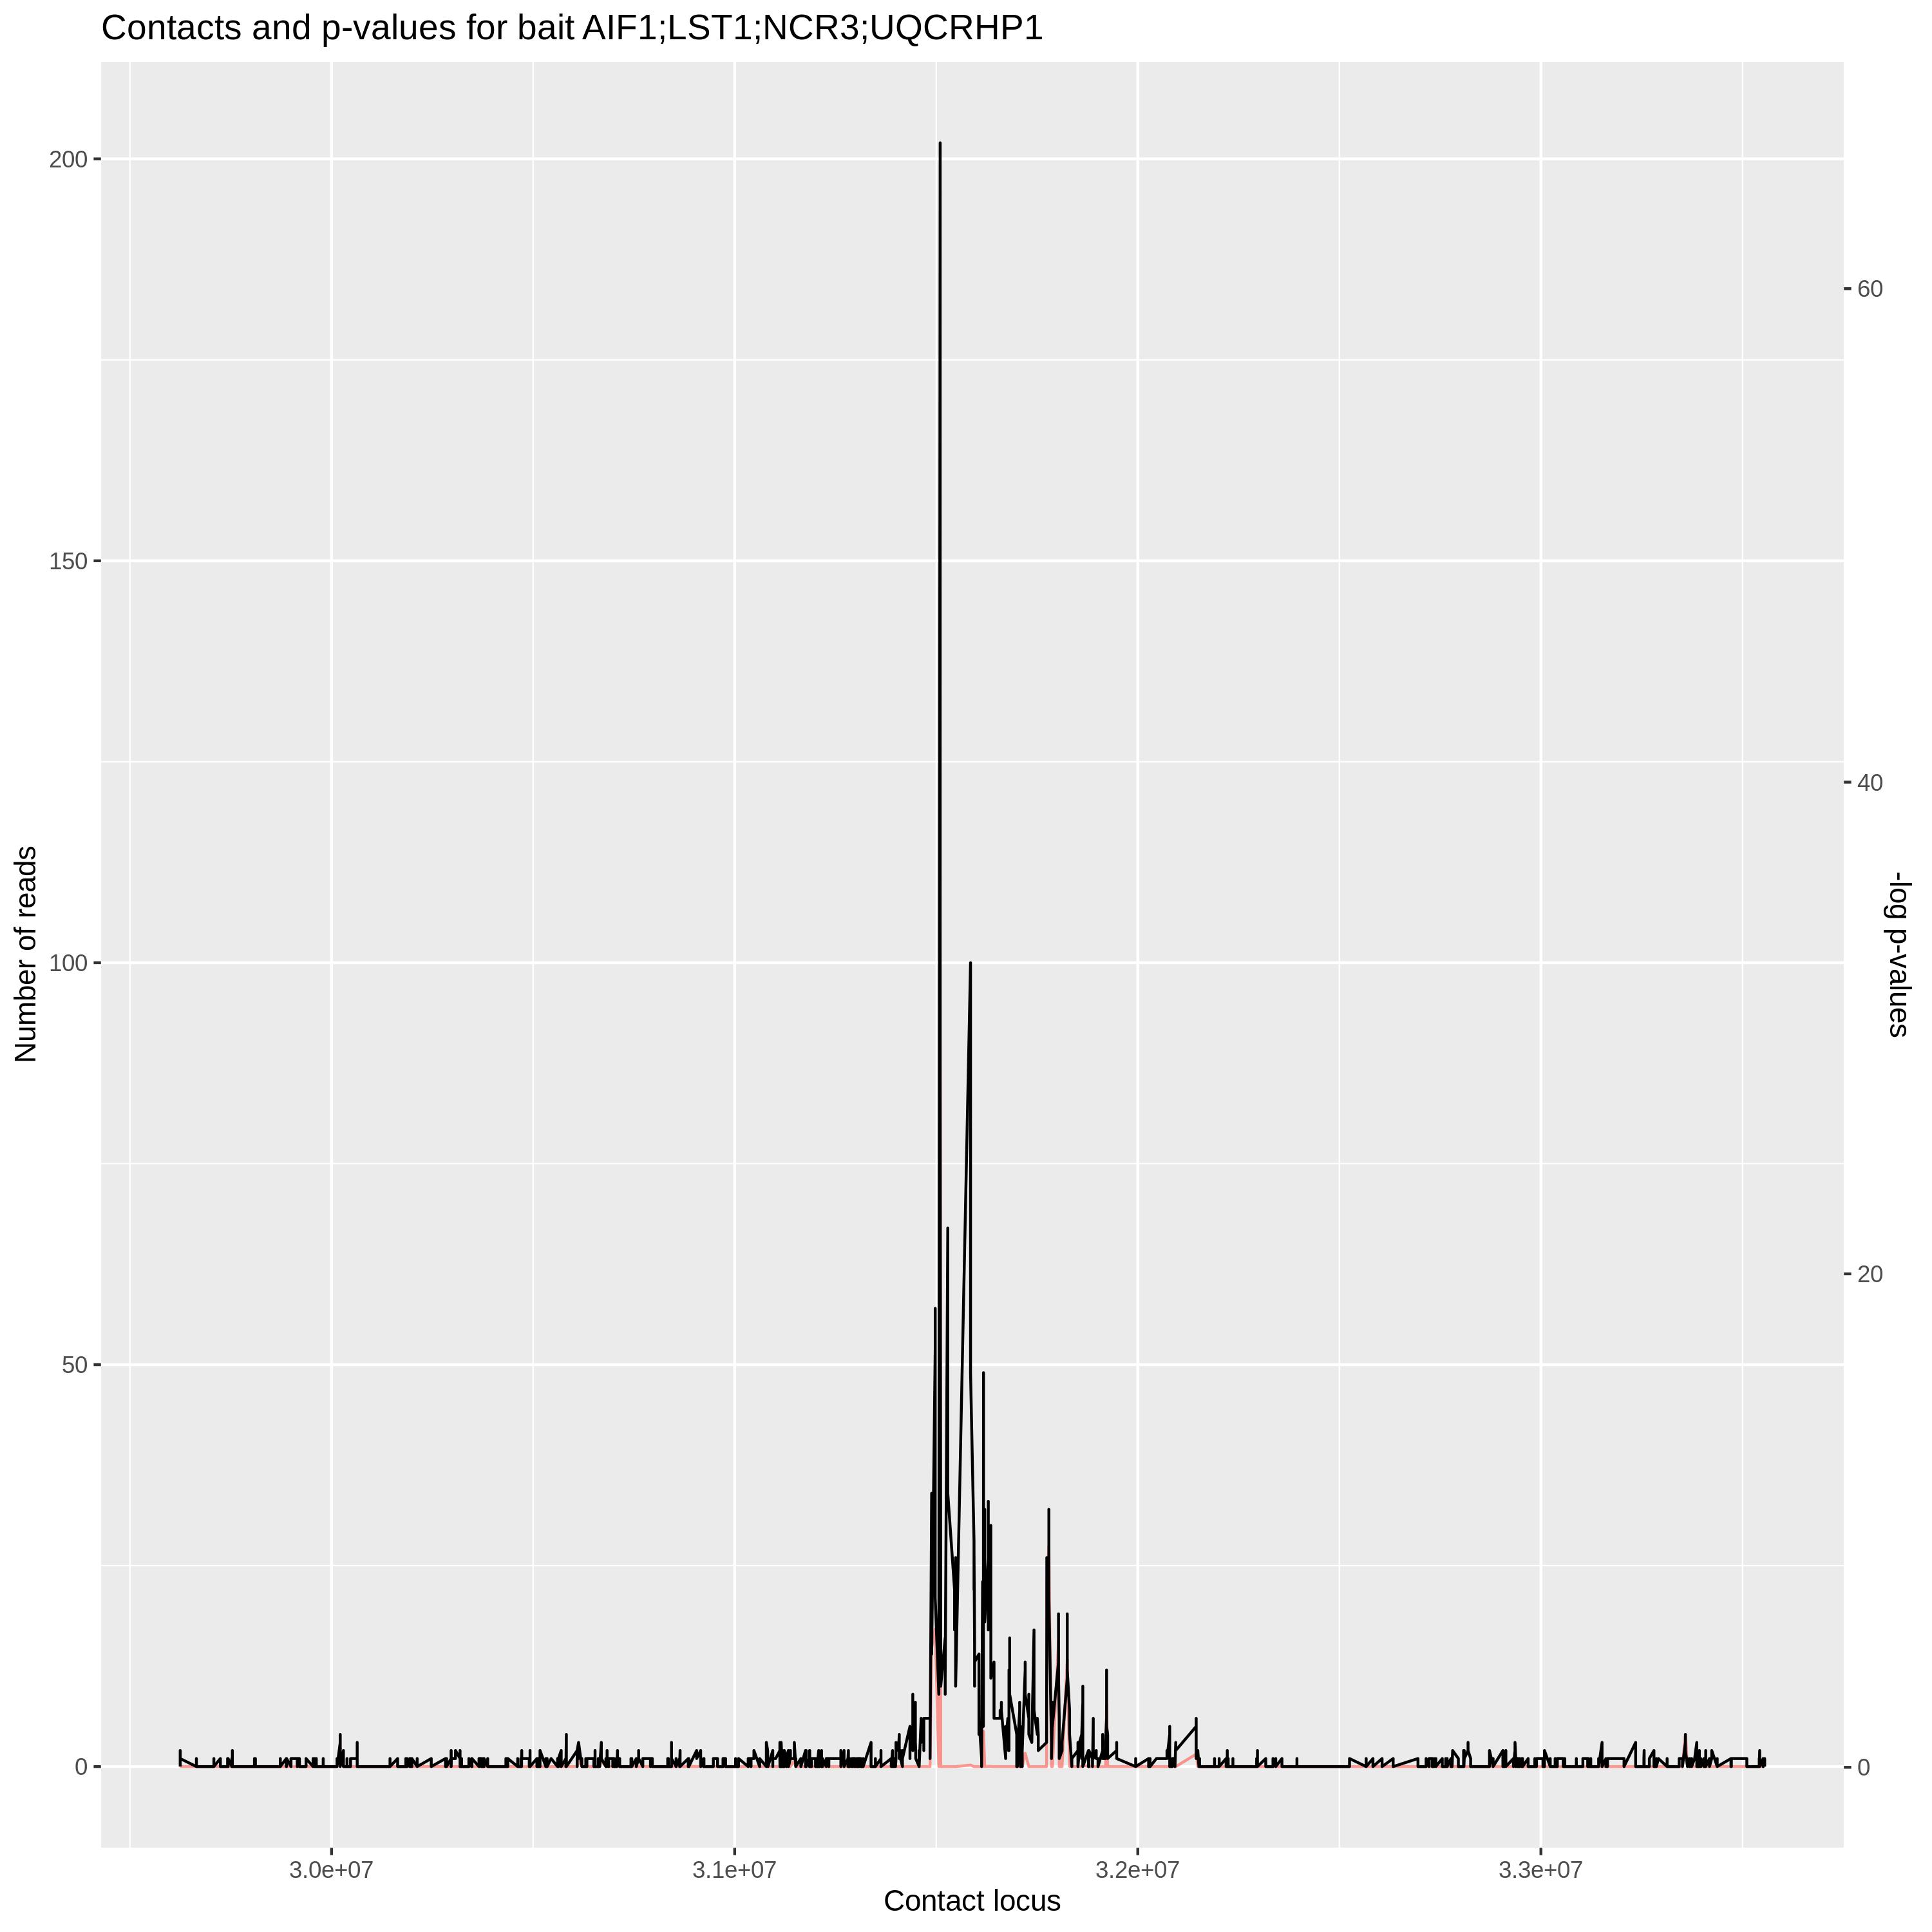 Contacts and p-values for bait AIF1;LST1;NCR3;UQCRHP1
200
150
100
50
0
Number of reads
60
40
20
0
-log p-values
3.0e+07 3.1e+07 3.2e+07 3.3e+07
Contact locus